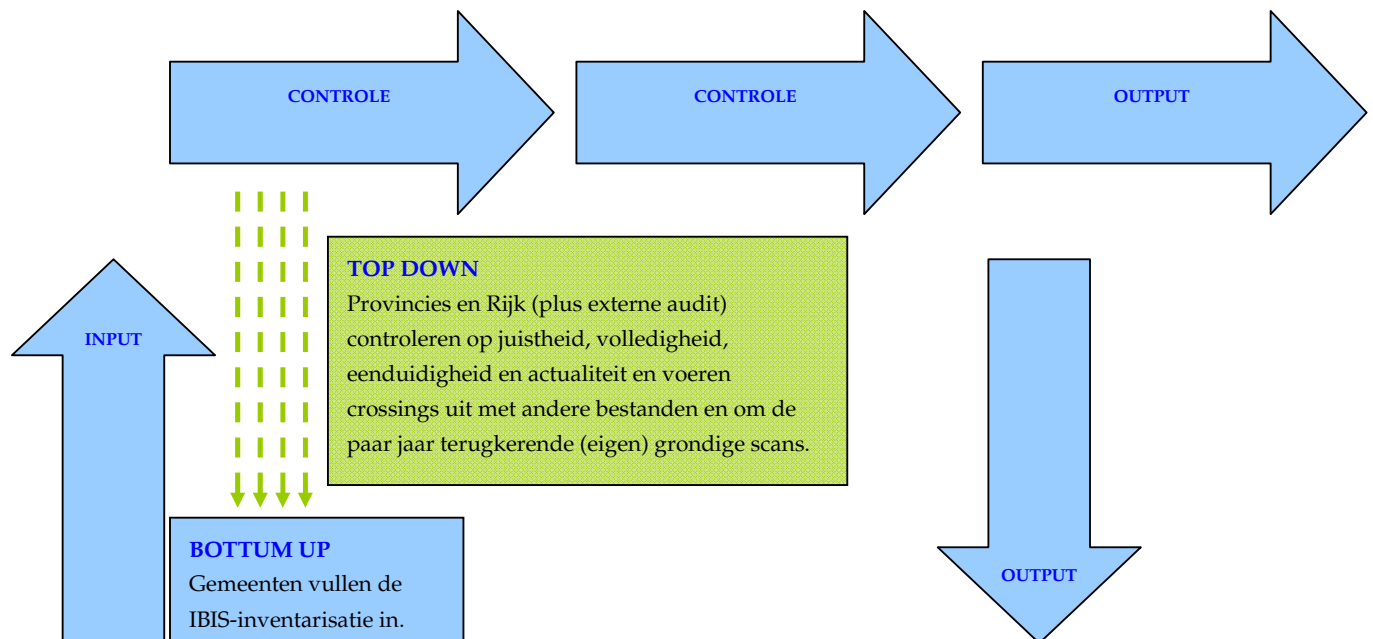 CONTROLE
CONTROLE
OUTPUT
TOP DOWN
Provincies en Rijk (plus externe audit)
controleren op juistheid, volledigheid,
eenduidigheid en actualiteit en voeren
crossings uit met andere bestanden en om de
paar jaar terugkerende (eigen) grondige scans.
INPUT
BOTTUM UP
Gemeenten vullen de
IBIS-inventarisatie in.
OUTPUT